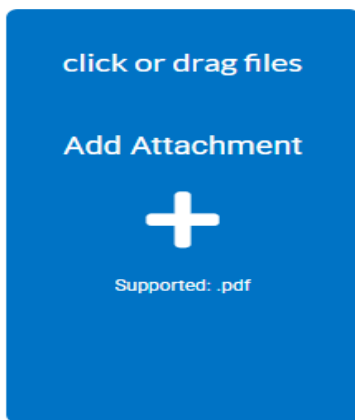 click or drag files
Add Attachment
Supported: .pdf